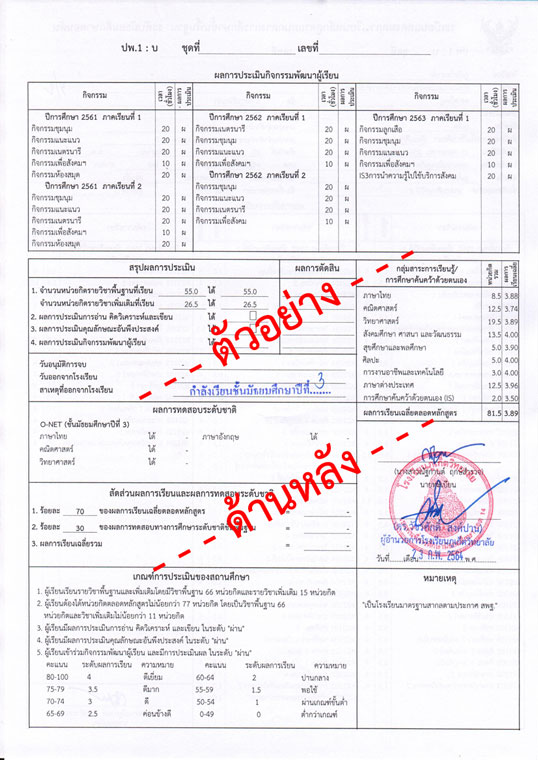 ปพ.1 : บ ชุดที่ เลขที่
ผลการประเมินกิจกรรมพัฒนาผู้เรียน
กิจกรรม เวลา (ชั่วโมง) ผลการประเมิน กิจกรรม เวลา (ชั่วโมง) ผลการประเมิน กิจกรรม เวลา (ชั่วโมง) ผลการประเมิน
ปีการศึกษา 2561 ภาคเรียนที่ 1 ปีการศึกษา 2562 ภาคเรียนที่ 1 ปีการศึกษา 2563 ภาคเรียนที่ 1
กิจกรรมชุมนุม 20 ผ กิจกรรมเนตรนารี 20 ผ กิจกรรมลูกเสือ 20 ผ
กิจกรรมแนะแนว 20 ผ กิจกรรมชุมนุม 20 ผ กิจกรรมชุมนุม 20 ผ
กิจกรรมเนตรนารี 20 ผ กิจกรรมแนะแนว 20 ผ กิจกรรมแนะแนว 20 ผ
กิจกรรมเพื่อสังคมฯ 10 ผ กิจกรรมเพื่อสังคมฯ 10 ผ กิจกรรมเพื่อสังคมฯ 10 ผ
กิจกรรมห้องสมุด 20 ผ ปีการศึกษา 2562 ภาคเรียนที่ 2 IS3การนำความรู้ไปใช้บริการสังคม 20 ผ
ปีการศึกษา 2561 ภาคเรียนที่ 2 กิจกรรมชุมนุม 20 ผ
กิจกรรมชุมนุม 20 ผ กิจกรรมแนะแนว 20 ผ
กิจกรรมแนะแนว 20 ผ กิจกรรมเนตรนารี 20 ผ
กิจกรรมเนตรนารี 20 ผ กิจกรรมเพื่อสังคม 10 ผ
กิจกรรมเพื่อสังคมฯ 10 ผ
กิจกรรมห้องสมุด 20 ผ
สรุปผลการประเมิน ผลการตัดสิน กลุ่มสาระการเรียนรู้/ การศึกษาค้นคว้าด้วยตนเอง หน่วยกิตรวม ผลการเรียนเฉลี่ย
1. จำนวนหน่วยกิตรายวิชาพื้นฐานที่เรียน 55.0 ได้ 55.0
จำนวนหน่วยกิตรายวิชาเพิ่มเติมที่เรียน 26.5 ได้ 26.5
2. ผลการประเมินการอ่าน คิดวิเคราะห์และเขียน ได้
3. ผลการประเมินคุณลักษณะอันพึงประสงค์ ได้
4. ผลการประเมินกิจกรรมพัฒนาผู้เรียน ได้
ภาษาไทย 8.5 3.88
คณิตศาสตร์ 12.5 3.74
วิทยาศาสตร์ 19.5 3.89
สังคมศึกษา ศาสนา และวัฒนธรรม 13.5 4.00
สุขศึกษาและพลศึกษา 5.0 3.90
ศิลปะ 5.0 4.00
การงานอาชีพและเทคโนโลยี 3.0 4.00
ภาษาต่างประเทศ 12.5 3.96
การศึกษาค้นคว้าด้วยตนเอง (IS) 2.0 3.50
ผลการเรียนเฉลี่ยตลอดหลักสูตร 81.5 3.89
- - - - ตัวอย่าง - - - -
วันอนุมัติการจบ -
วันออกจากโรงเรียน -
สาเหตุที่ออกจากโรงเรียน กำลังเรียนชั้นมัธยมศึกษาปีที่ 3
ผลการทดสอบระดับชาติ
O-NET (ชั้นมัธยมศึกษาปีที่ 3)
ภาษาไทย ได้ - ภาษาอังกฤษ ได้ -
คณิตศาสตร์ ได้ -
วิทยาศาสตร์ ได้ -
- - - - ด้านหลัง - - - -
สัดส่วนผลการเรียนและผลการทดสอบระดับชาติ
1. ร้อยละ 70 ของผลการเรียนเฉลี่ยตลอดหลักสูตร = -
2. ร้อยละ 30 ของผลการทดสอบทางการศึกษาระดับชาติขั้นพื้นฐาน = -
3. ผลการเรียนเฉลี่ยรวม = -
นายทะเบียน
ผู้อำนวยการโรงเรียนภูเก็ตวิทยาลัย
วันที่ เดือน พ.ศ.
ก.พ. 2564
เกณฑ์การประเมินของสถานศึกษา
1. ผู้เรียนเรียนรายวิชาพื้นฐานและเพิ่มเติมโดยมีวิชาพื้นฐาน 66 หน่วยกิตและรายวิชาเพิ่มเติม 15 หน่วยกิต
2. ผู้เรียนต้องได้หน่วยกิตตลอดหลักสูตรไม่น้อยกว่า 77 หน่วยกิต โดยเป็นวิชาพื้นฐาน 66
หน่วยกิตและวิชาเพิ่มเติมไม่น้อยกว่า 11 หน่วยกิต
3. ผู้เรียนมีผลการประเมินการอ่าน คิดวิเคราะห์ และเขียน ในระดับ "ผ่าน"
4. ผู้เรียนมีผลการประเมินคุณลักษณะอันพึงประสงค์ ในระดับ "ผ่าน"
5. ผู้เรียนเข้าร่วมกิจกรรมพัฒนาผู้เรียน และมีการประเมินผล ในระดับ "ผ่าน"
คะแนน ระดับผลการเรียน ความหมาย คะแนน ระดับผลการเรียน ความหมาย
80-100 4 ดีเยี่ยม 60-64 2 ปานกลาง
75-79 3.5 ดีมาก 55-59 1.5 พอใช้
70-74 3 ดี 50-54 1 ผ่านเกณฑ์ขั้นต่ำ
65-69 2.5 ค่อนข้างดี 0-49 0 ต่ำกว่าเกณฑ์
หมายเหตุ
"เป็นโรงเรียนมาตรฐานสากลตามประกาศ สพฐ."